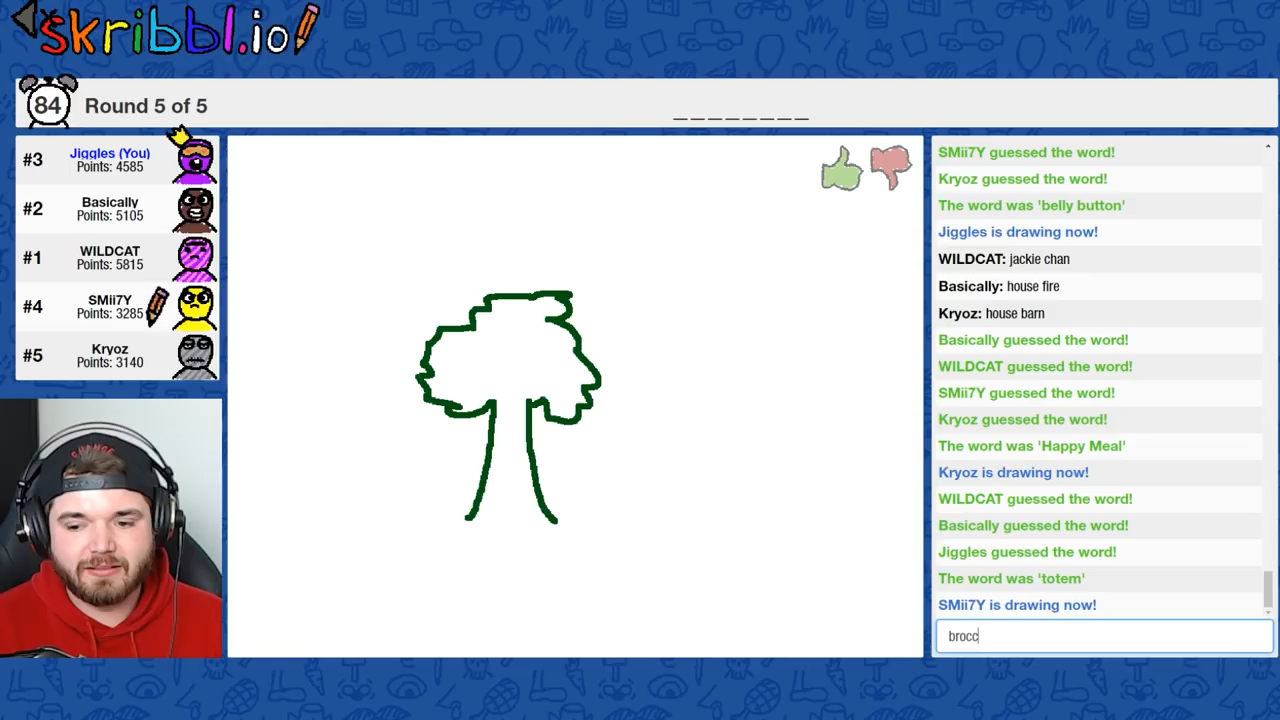 skribbl.io
84
Round 5 of 5
________
#3
Jiggles (You)
Points: 4585
#2
Basically
Points: 5105
#1
WILDCAT
Points: 5815
#4
SMii7Y
Points: 3285
#5
Kryoz
Points: 3140
SMii7Y guessed the word!
Kryoz guessed the word!
The word was 'belly button'
Jiggles is drawing now!
WILDCAT: jackie chan
Basically: house fire
Kryoz: house barn
Basically guessed the word!
WILDCAT guessed the word!
SMii7Y guessed the word!
Kryoz guessed the word!
The word was 'Happy Meal'
Kryoz is drawing now!
WILDCAT guessed the word!
Basically guessed the word!
Jiggles guessed the word!
The word was 'totem'
SMii7Y is drawing now!
brocc